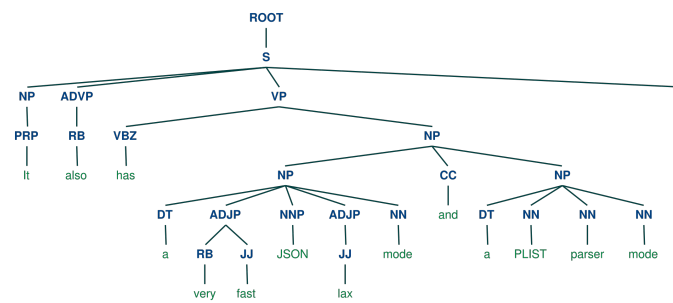 ROOT
S
NP ADVP VP
PRP RB VBZ NP
It also has NP CC NP
DT ADJP NNP ADJP NN and DT NN NN NN
a RB JJ JSON JJ mode a PLIST parser mode
very fast lax